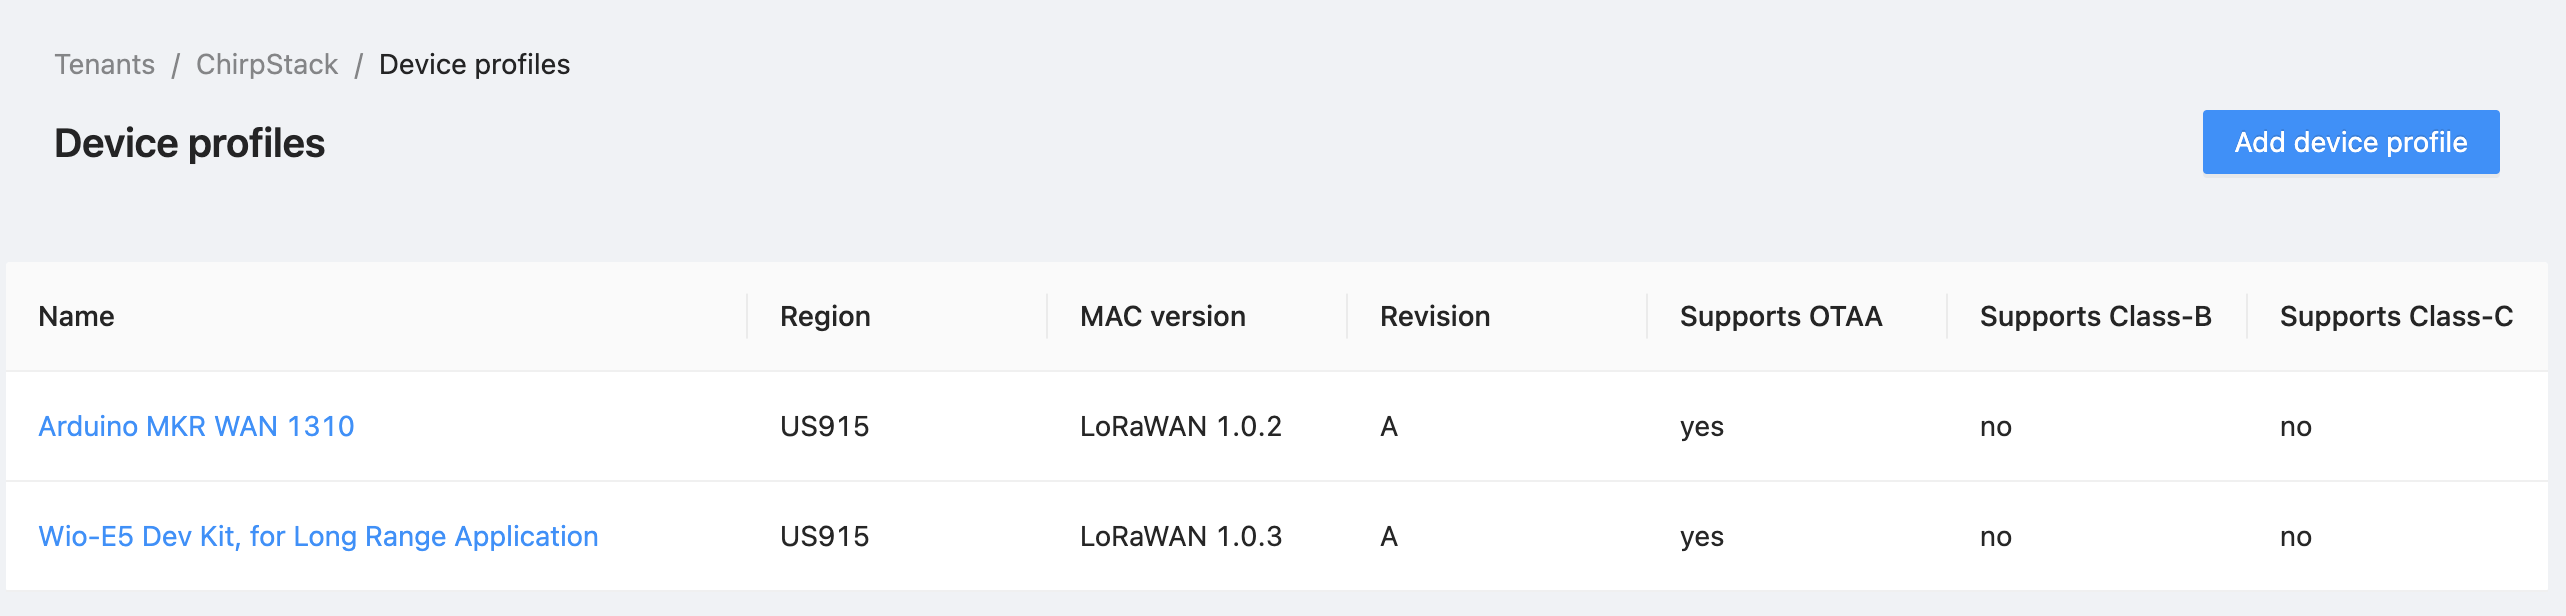 Tenants / ChirpStack / Device profiles
Device profiles
Add device profile
Name Region MAC version Revision Supports OTAA Supports Class-B Supports Class-C
Arduino MKR WAN 1310 US915 LoRaWAN 1.0.2 A yes no no
Wio-E5 Dev Kit, for Long Range Application US915 LoRaWAN 1.0.3 A yes no no